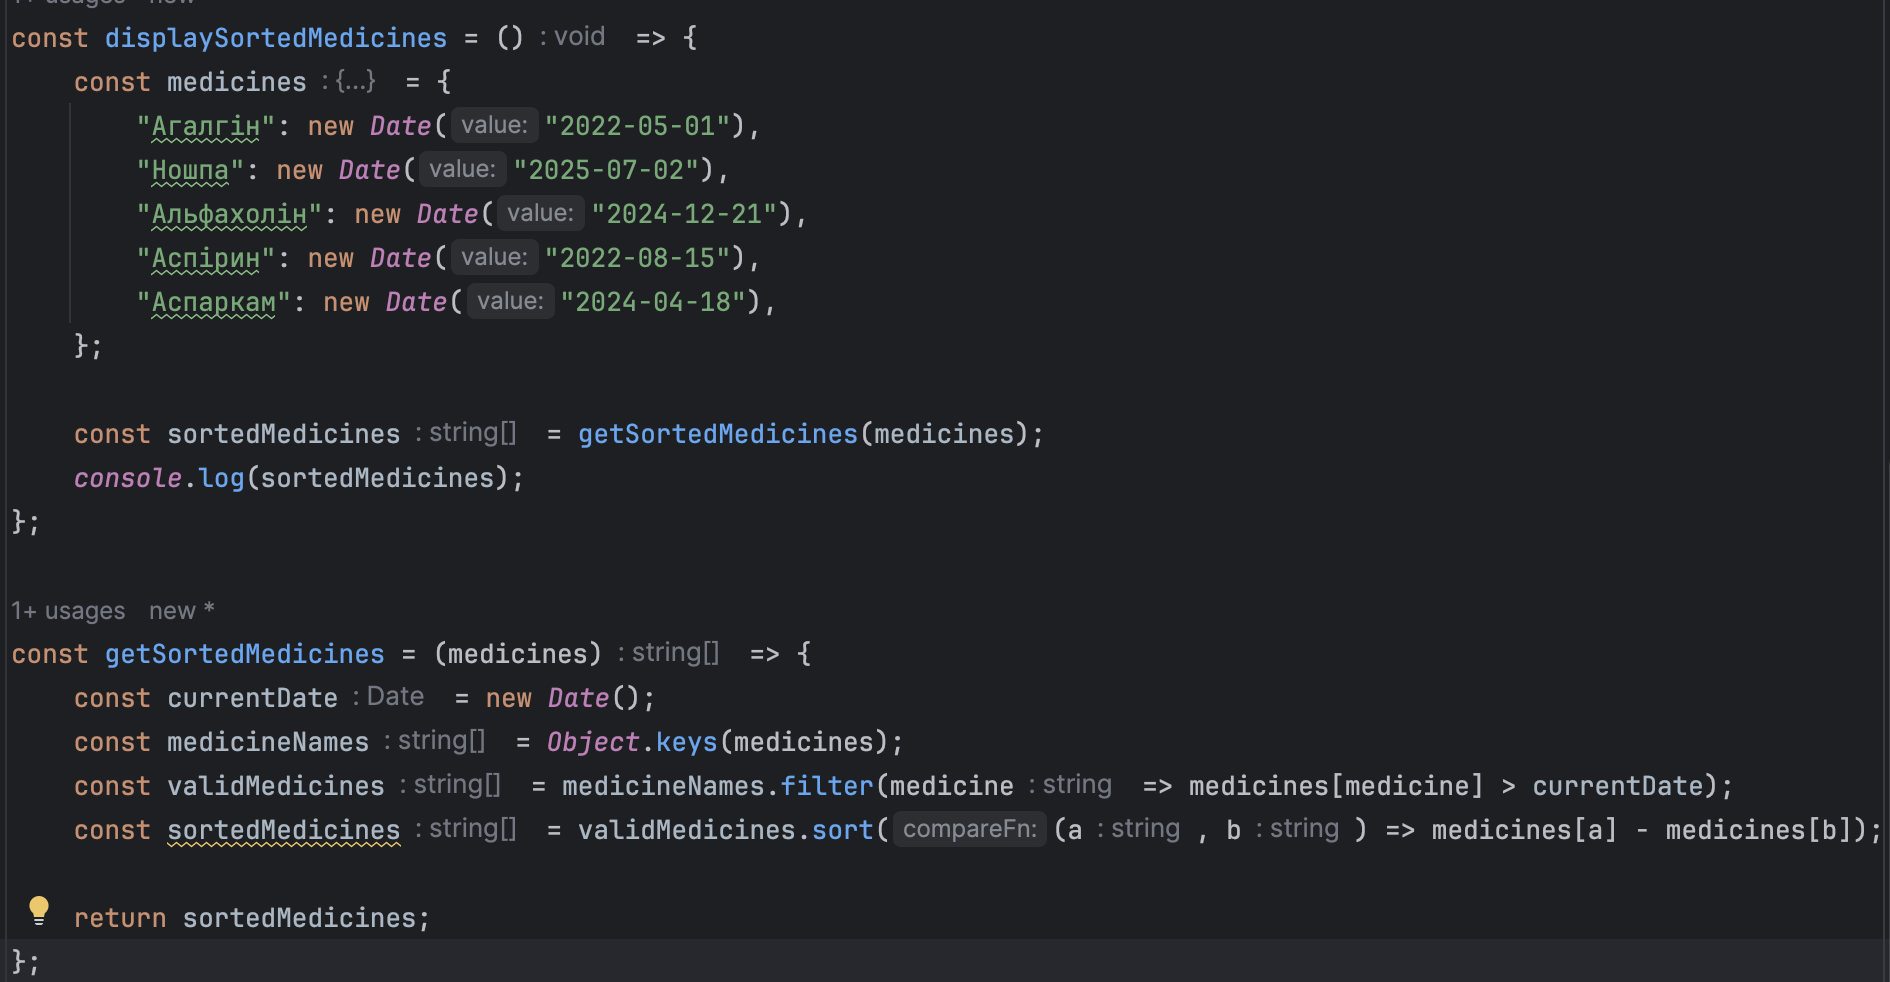 1+ usages   new *
const displaySortedMedicines = () : void  => {
    const medicines : {...}  = {
        "Агалгін": new Date( value: "2022-05-01"),
        "Ношпа": new Date( value: "2025-07-02"),
        "Альфахолін": new Date( value: "2024-12-21"),
        "Аспірин": new Date( value: "2022-08-15"),
        "Аспаркам": new Date( value: "2024-04-18"),
    };
    const sortedMedicines : string[]  = getSortedMedicines(medicines);
    console.log(sortedMedicines);
};
1+ usages   new *
const getSortedMedicines = (medicines) : string[]  => {
    const currentDate : Date  = new Date();
    const medicineNames : string[]  = Object.keys(medicines);
    const validMedicines : string[]  = medicineNames.filter(medicine : string  => medicines[medicine] > currentDate);
    const sortedMedicines : string[]  = validMedicines.sort( compareFn: (a : string , b : string ) => medicines[a] - medicines[b]);
    return sortedMedicines;
};